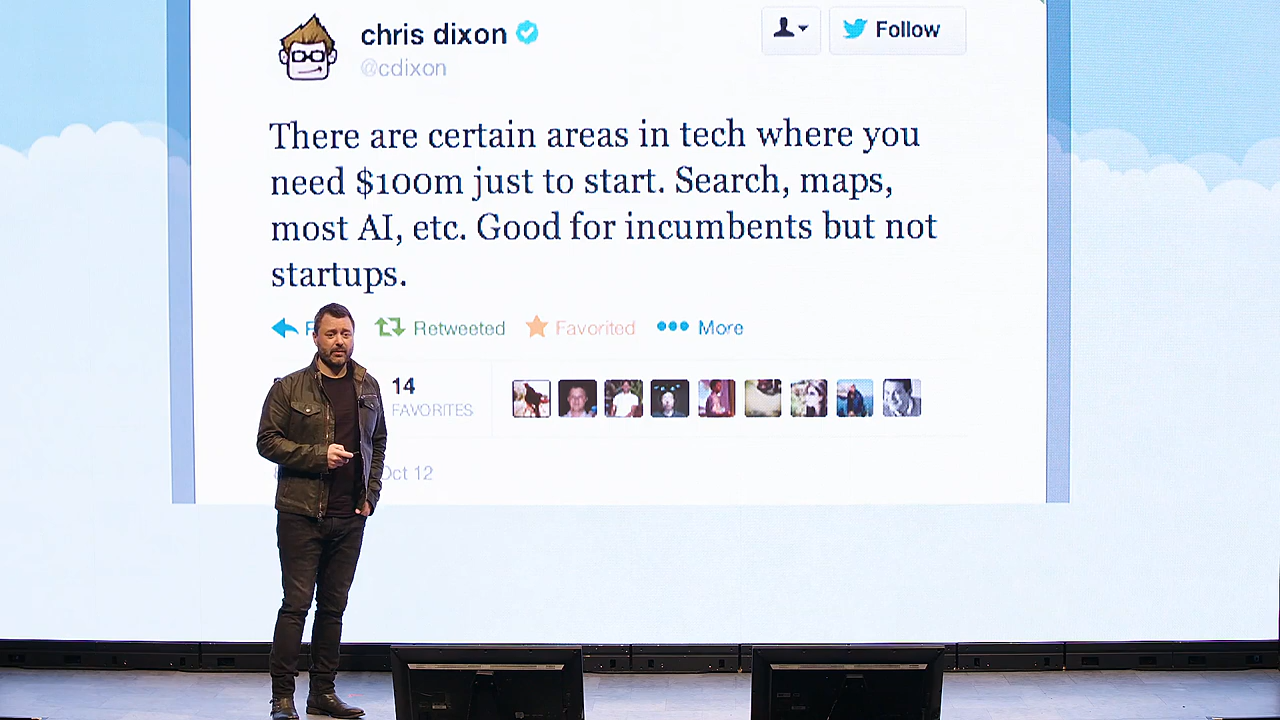 chris dixon
@cdixon
Follow
There are certain areas in tech where you
need $100m just to start. Search, maps,
most AI, etc. Good for incumbents but not
startups.
Retweeted
Favorited
More
14
FAVORITES
Oct 12